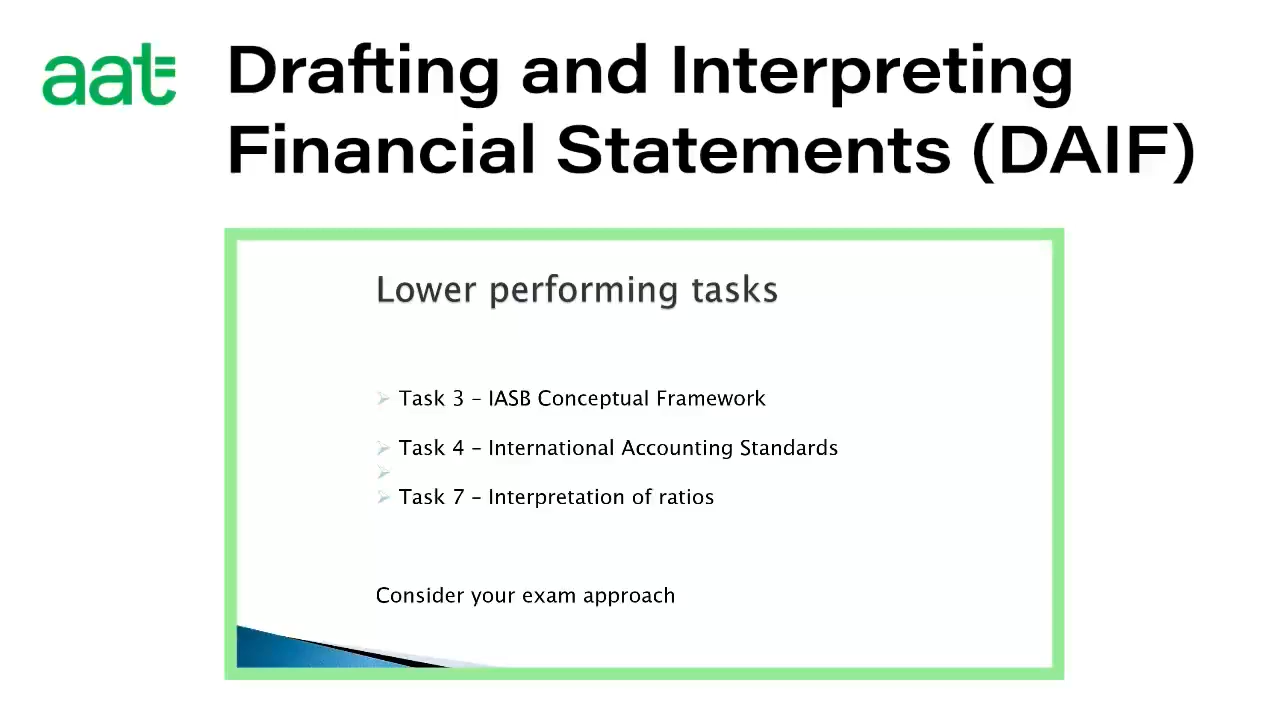 aat
Drafting and Interpreting
Financial Statements (DAIF)
Lower performing tasks
Task 3 – IASB Conceptual Framework
Task 4 – International Accounting Standards
Task 7 – Interpretation of ratios
Consider your exam approach